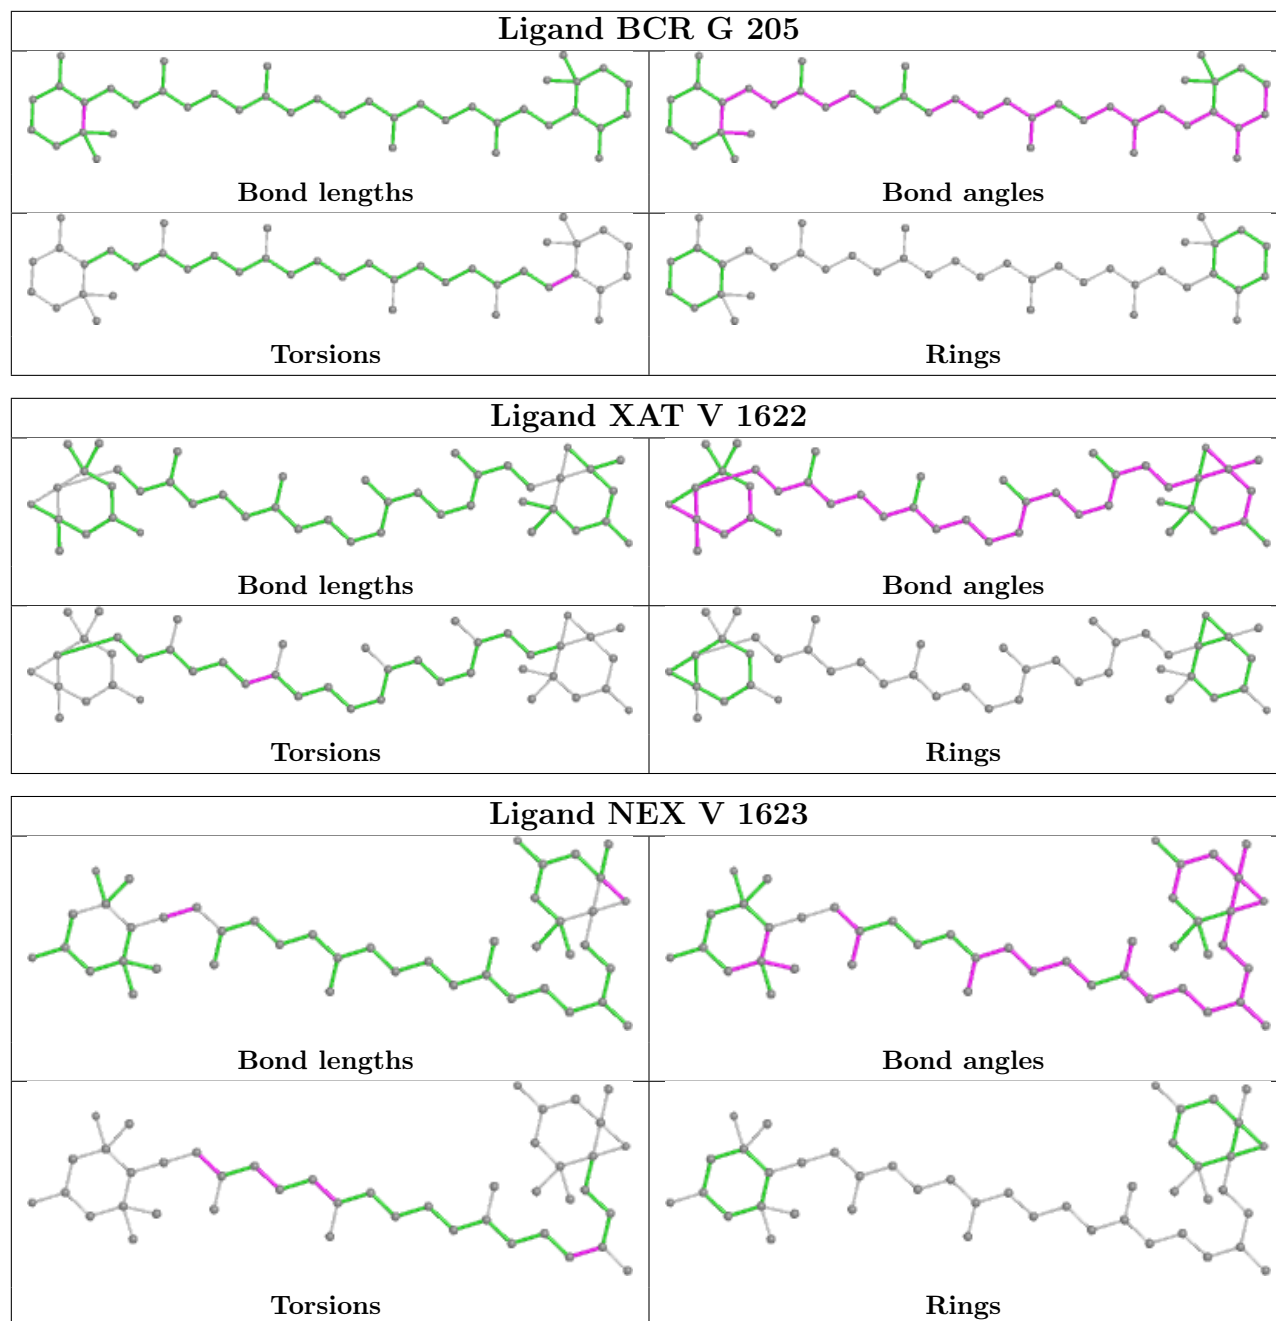 Ligand BCR G 205
Bond lengths
Bond angles
Torsions
Rings
Ligand XAT V 1622
Bond lengths
Bond angles
Torsions
Rings
Ligand NEX V 1623
Bond lengths
Bond angles
Torsions
Rings